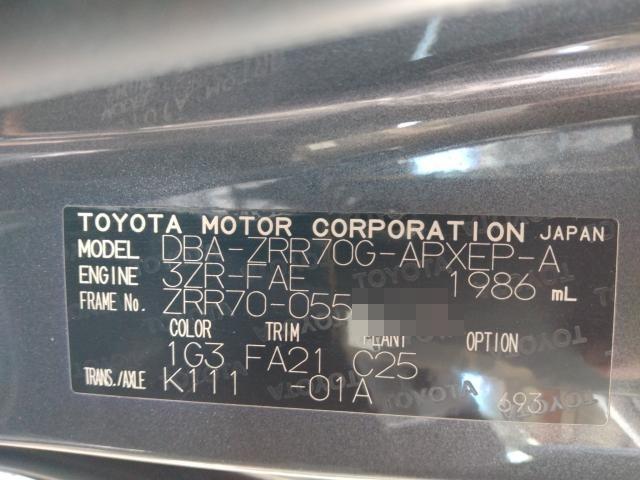 TOYOTA MOTOR CORPORATION JAPAN
MODEL DBA-ZRR70G-APXEP-A
ENGINE 3ZR-FAE 1986 mL
FRAME No. ZRR70-055
COLOR TRIM PLANT OPTION
1G3 FA21 C25
TRANS./AXLE K111 -01A A 693